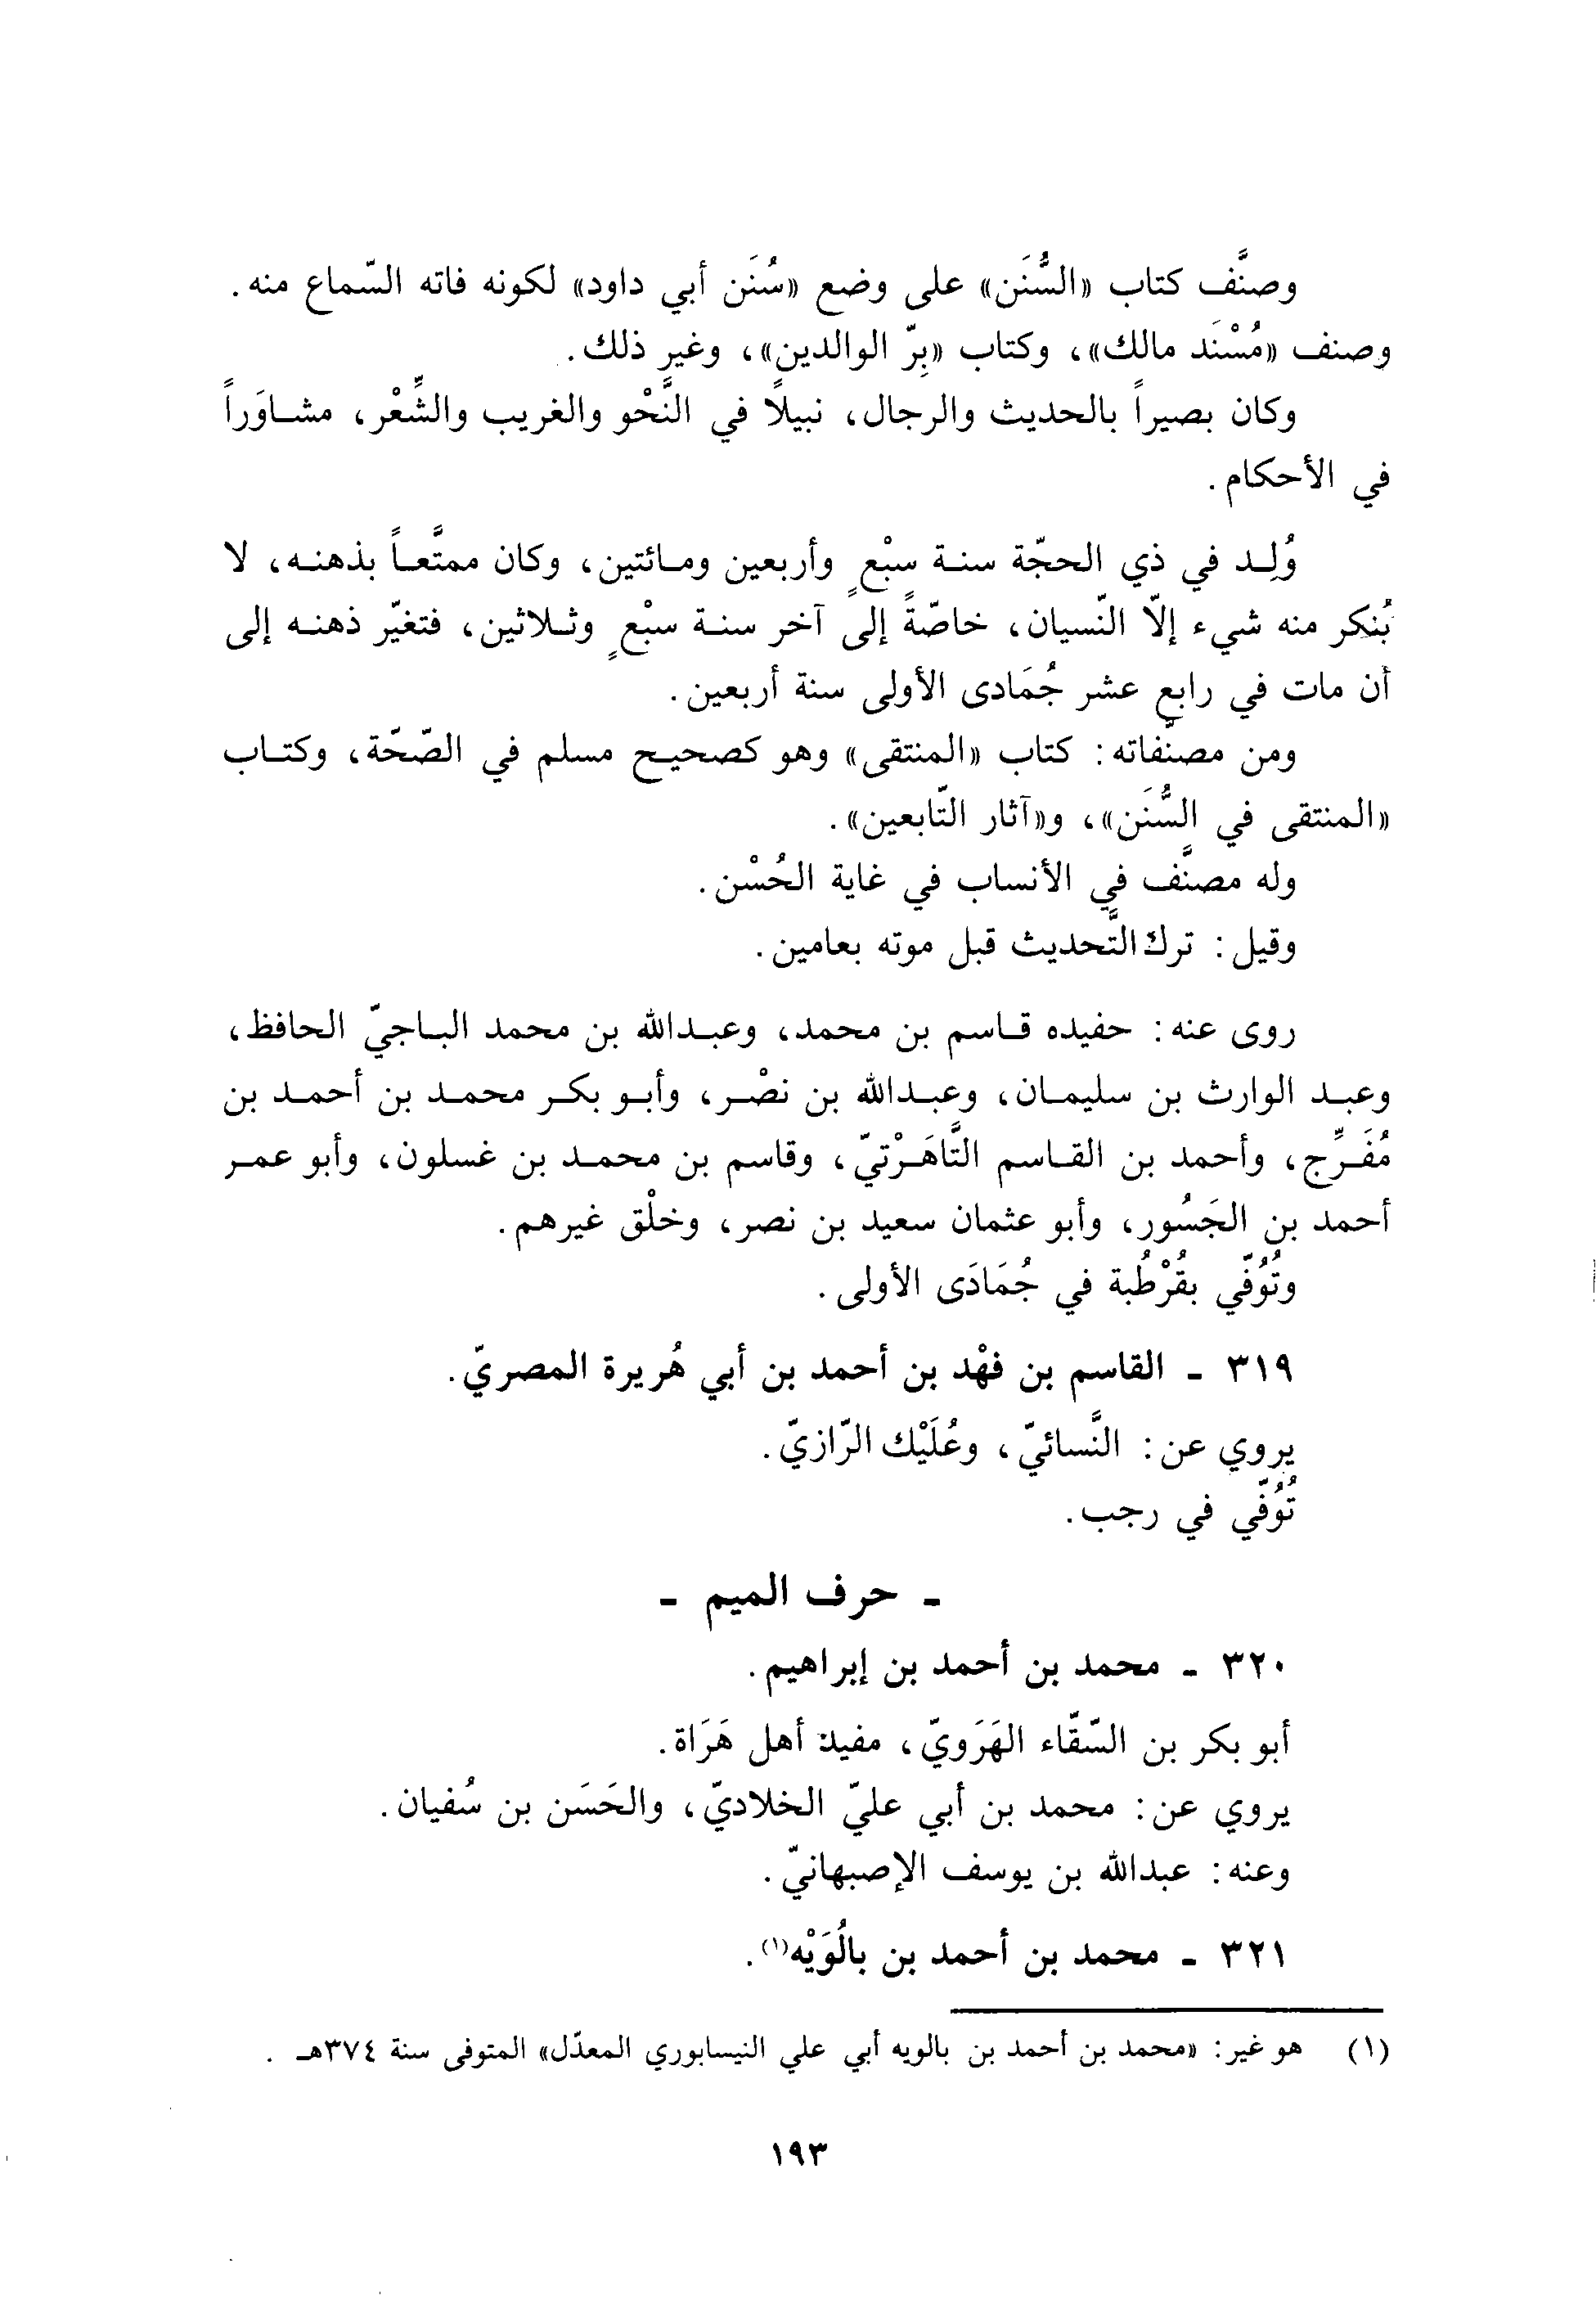 وصنَّف كتاب «السُّنَن» على وضع «سُنَن أبي داود» لكونه فاته السّماع منه.
وصنف «مُسْنَد مالك»، وكتاب «بِرّ الوالدين»، وغير ذلك.
وكان بصيراً بالحديث والرجال، نبيلاً في النَّحْو والغريب والشِّعْر، مشاوَراً
في الأحكام.
وُلِد في ذي الحجّة سنة سبْعٍ وأربعين ومائتين، وكان ممتَّعاً بذهنه، لا
يُنكر منه شيء إلّا النّسيان، خاصّةً إلى آخر سنة سبْعٍ وثلاثين، فتغيّر ذهنه إلى
أن مات في رابع عشر جُمَادى الأولى سنة أربعين.
ومن مصنَّفاته: كتاب «المنتقى» وهو كصحيح مسلم في الصّحّة، وكتاب
«المنتقى في السُّنَن»، و«آثار التّابعين».
وله مصنَّف في الأنساب في غاية الحُسْن.
وقيل: ترك التَّحديث قبل موته بعامين.
روى عنه: حفيده قاسم بن محمد، وعبدالله بن محمد الباجيّ الحافظ،
وعبد الوارث بن سليمان، وعبدالله بن نصْر، وأبو بكر محمد بن أحمد بن
مُفَرِّج، وأحمد بن القاسم التَّاهَرْتيّ، وقاسم بن محمد بن غسلون، وأبو عمر
أحمد بن الجَسُور، وأبو عثمان سعيد بن نصر، وخلْق غيرهم.
وتُوُفّي بقُرْطُبة في جُمَادَى الأولى.
٣١٩ - القاسم بن فهْد بن أحمد بن أبي هُريرة المصريّ.
يروي عن: النَّسائيّ، وعُلَيْك الرّازيّ.
تُوُفّي في رجب.
- حرف الميم -
٣٢٠ - محمد بن أحمد بن إبراهيم.
أبو بكر بن السّقّاء الهَرَويّ، مفيد أهل هَرَاة.
يروي عن: محمد بن أبي عليّ الخلاديّ، والحَسَن بن سُفيان.
وعنه: عبدالله بن يوسف الإصبهانيّ.
٣٢١ - محمد بن أحمد بن بالُوَيْه(١).
(١) هو غير: «محمد بن أحمد بن بالويه أبي علي النيسابوري المعدّل» المتوفى سنة ٣٧٤هـ.
١٩٣